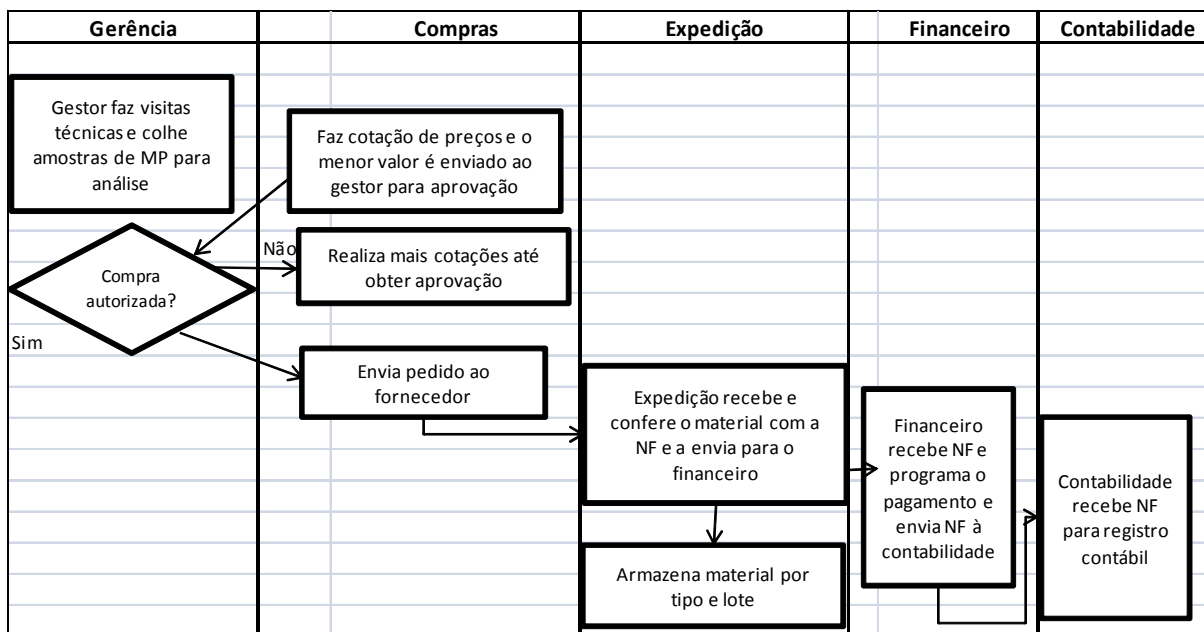 Gerência
Compras
Expedição
Financeiro
Contabilidade
Gestor faz visitas
técnicas e colhe
amostras de MP para
análise
Faz cotação de preços e o
menor valor é enviado ao
gestor para aprovação
Compra
autorizada?
Não
Realiza mais cotações até
obter aprovação
Sim
Envia pedido ao
fornecedor
Expedição recebe e
confere o material com a
NF e a envia para o
financeiro
Armazena material por
tipo e lote
Financeiro
recebe NF e
programa o
pagamento e
envia NF à
contabilidade
Contabilidade
recebe NF
para registro
contábil